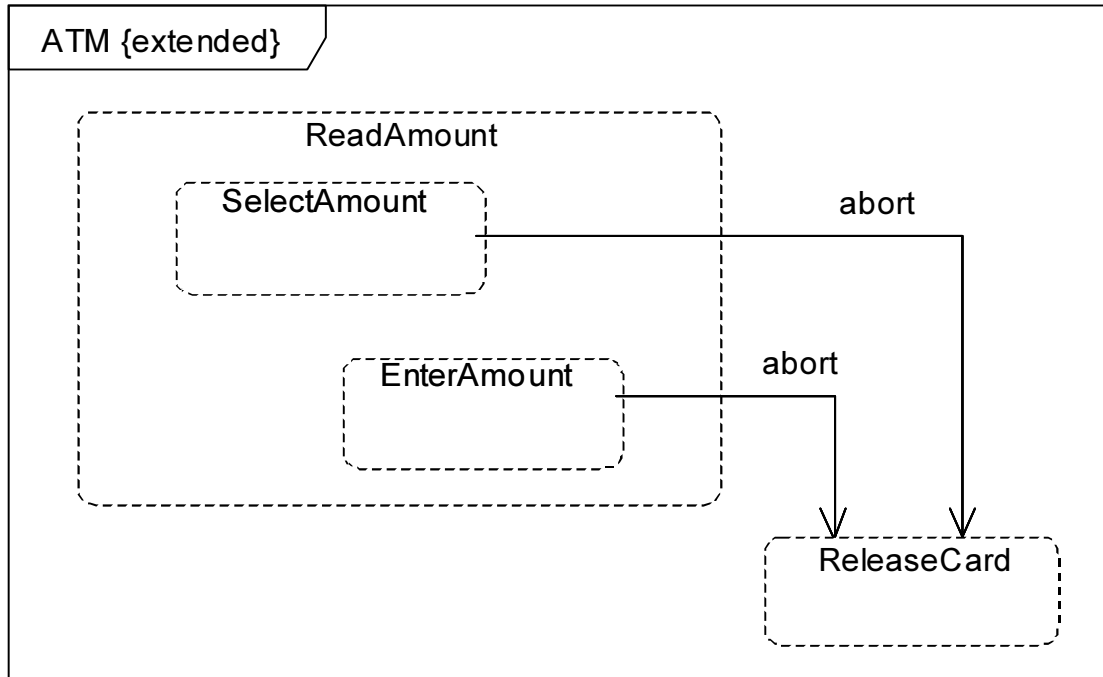 ATM {extended}
ReadAmount
SelectAmount
abort
EnterAmount
abort
ReleaseCard